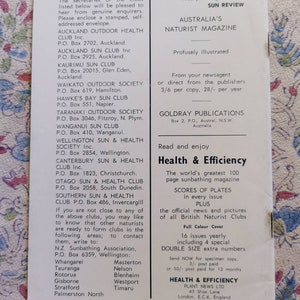 listed below will be pleased to
hear from genuine enquirers.
Please enclose a stamped, self-
addressed envelope.
AUCKLAND OUTDOOR HEALTH
CLUB Inc.
P.O. Box 2702, Auckland.
AUCKLAND SUN CLUB Inc
P.O. Box 2925, Auckland.
KAURIMU SUN CLUB
P.O. Box 20015, Glen Eden,
Auckland.
WAIKATO OUTDOOR SOCIETY
P.O. Box 619, Hamilton.
HAWKE'S BAY SUN CLUB
P.O. Box 551, Napier.
TARANAKI OUTDOOR SOCIETY
P.O. Box 3046, Fitzroy, N. Plym.
WANGANUI SUN CLUB
P.O. Box 410, Wanganui.
WELLINGTON SUN & HEALTH
SOCIETY Inc.
P.O. Box 2854, Wellington.
CANTERBURY SUN & HEALTH
CLUB Inc.
P.O. Box 1823, Christchurch.
OTAGO SUN & HEALTH CLUB
P.O. Box 2058, South Dunedin.
SOUTHERN SUN & HEALTH
CLUB. P.O. Box 486, Invercargill
If you are not close to any of
the above clubs, you may like
to know that other naturists
are ready to form clubs in the
following areas; to contact
them, write to:
N.Z. Sunbathing Association,
P.O. Box 6359, Wellington:
Whangarei Masterton
Tauranga Nelson
Rotorua Blenheim
Gisborne Westport
Stratford Timaru
Palmerston North
SUN REVIEW
AUSTRALIA'S
NATURIST MAGAZINE
Profusely illustrated
From your newsagent
or direct from the publishers
2/6 per copy, 28/- per year
GOLDRAY PUBLICATIONS
Australia
Read and enjoy
Health & Efficiency
The world's greatest 100
page sunbathing magazine
SCORES OF PLATES
in every issue
PLUS
the official news and pictures
of all British Naturist Clubs
Full Colour Cover
16 issues yearly
including 4 special
DOUBLE SIZE extra numbers
Send NOW for specimen copy,
3/- post paid or
50/- post paid for 12 months
HEALTH & EFFICIENCY
PLANT NEWS LTD
London, E.C.4, England